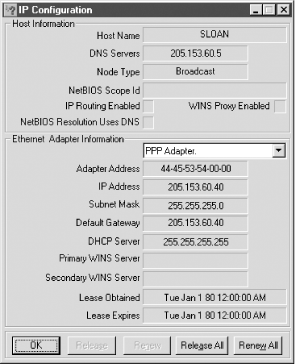 IP Configuration
Host Information
Host Name SLOAN
DNS Servers 205.153.60.5
Node Type Broadcast
NetBIOS Scope Id
IP Routing Enabled WINS Proxy Enabled
NetBIOS Resolution Uses DNS
Ethernet Adapter Information
PPP Adapter.
Adapter Address 44-45-53-54-00-00
IP Address 205.153.60.40
Subnet Mask 255.255.255.0
Default Gateway 205.153.60.40
DHCP Server 255.255.255.255
Primary WINS Server
Secondary WINS Server
Lease Obtained Tue Jan 1 80 12:00:00 AM
Lease Expires Tue Jan 1 80 12:00:00 AM
OK Release Renew Release All Renew All